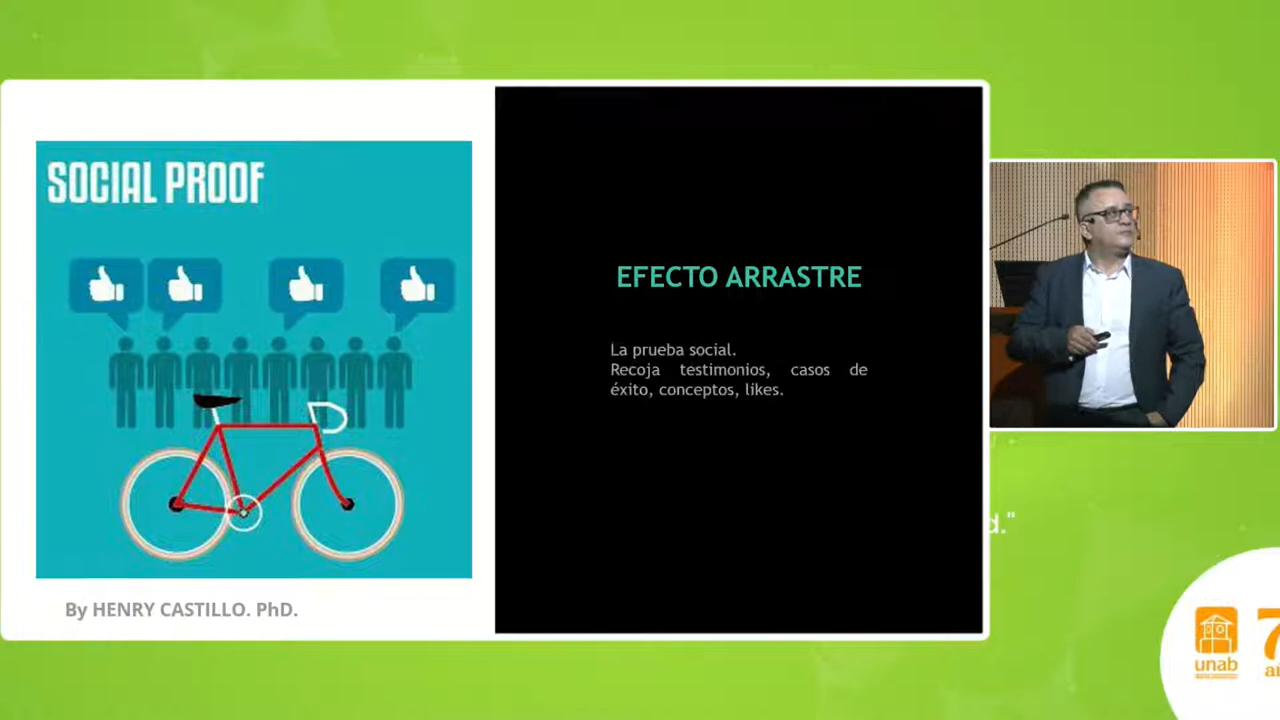 SOCIAL PROOF
By HENRY CASTILLO. PhD.
EFECTO ARRASTRE
La prueba social.
Recoja testimonios, casos de
éxito, conceptos, likes.
d."
unab
7